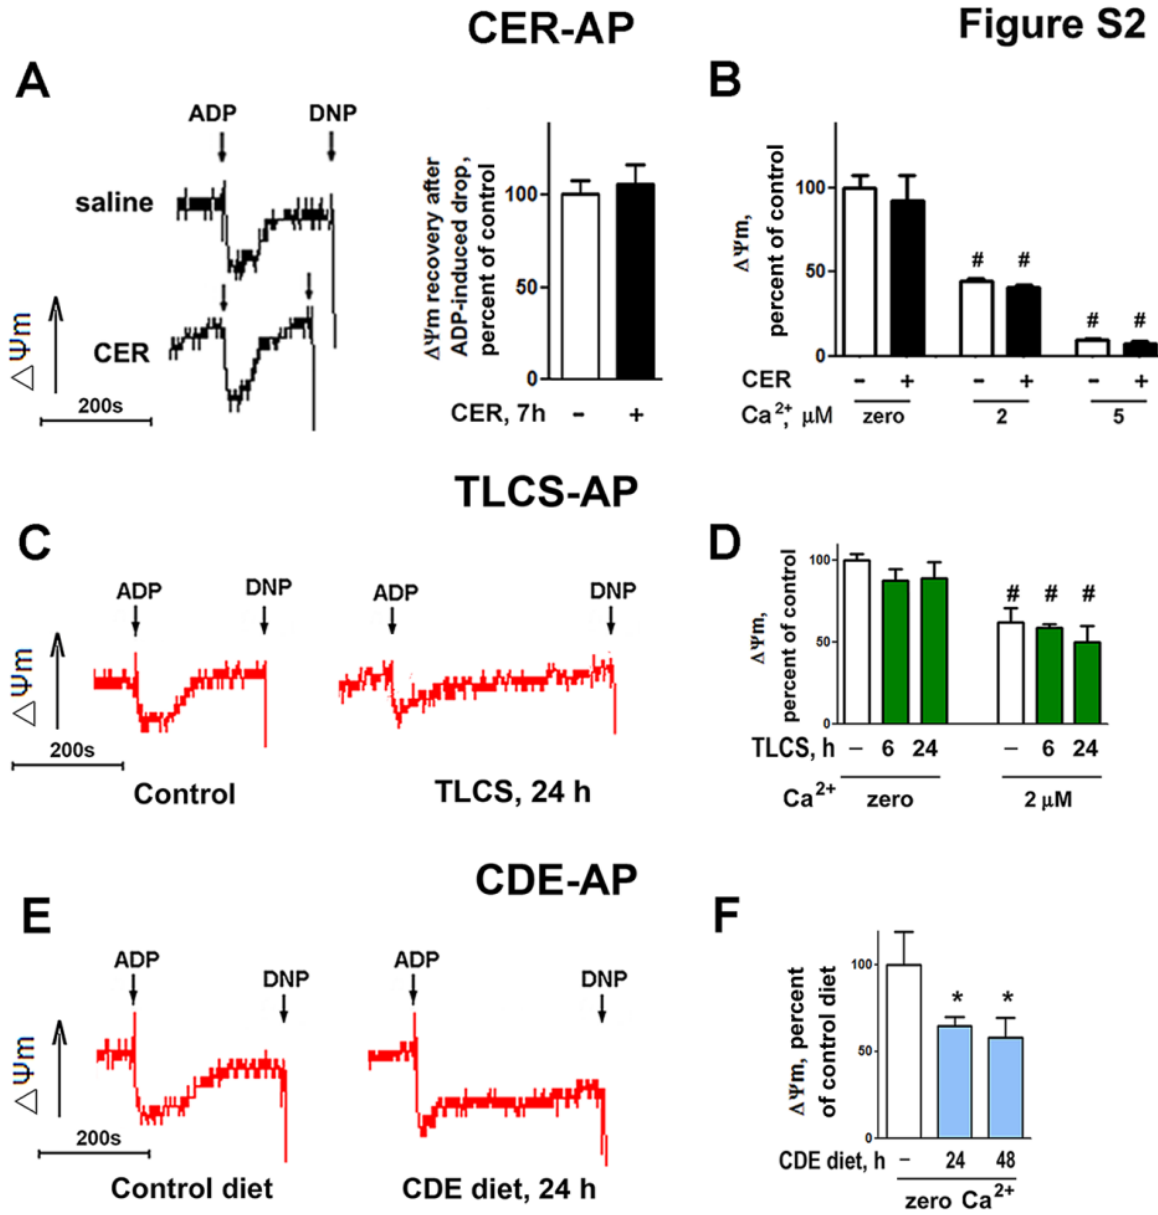 CER-AP
Figure S2
A
ADP
DNP
saline
CER
ΔΨm
200s
ΔΨm recovery after
ADP-induced drop,
percent of control
100
50
0
CER, 7h - +
B
ΔΨm,
percent of control
100
50
0
# #
# #
CER - + - + - +
Ca²⁺, μM zero 2 5
TLCS-AP
C
ADP
DNP
ADP
DNP
ΔΨm
200s
Control
TLCS, 24 h
D
ΔΨm,
percent of control
100
50
0
# # #
TLCS, h – 6 24 – 6 24
Ca²⁺ zero 2 μM
CDE-AP
E
ADP
DNP
ADP
DNP
ΔΨm
200s
Control diet
CDE diet, 24 h
F
ΔΨm, percent
of control diet
100
50
0
* *
CDE diet, h – 24 48
zero Ca²⁺